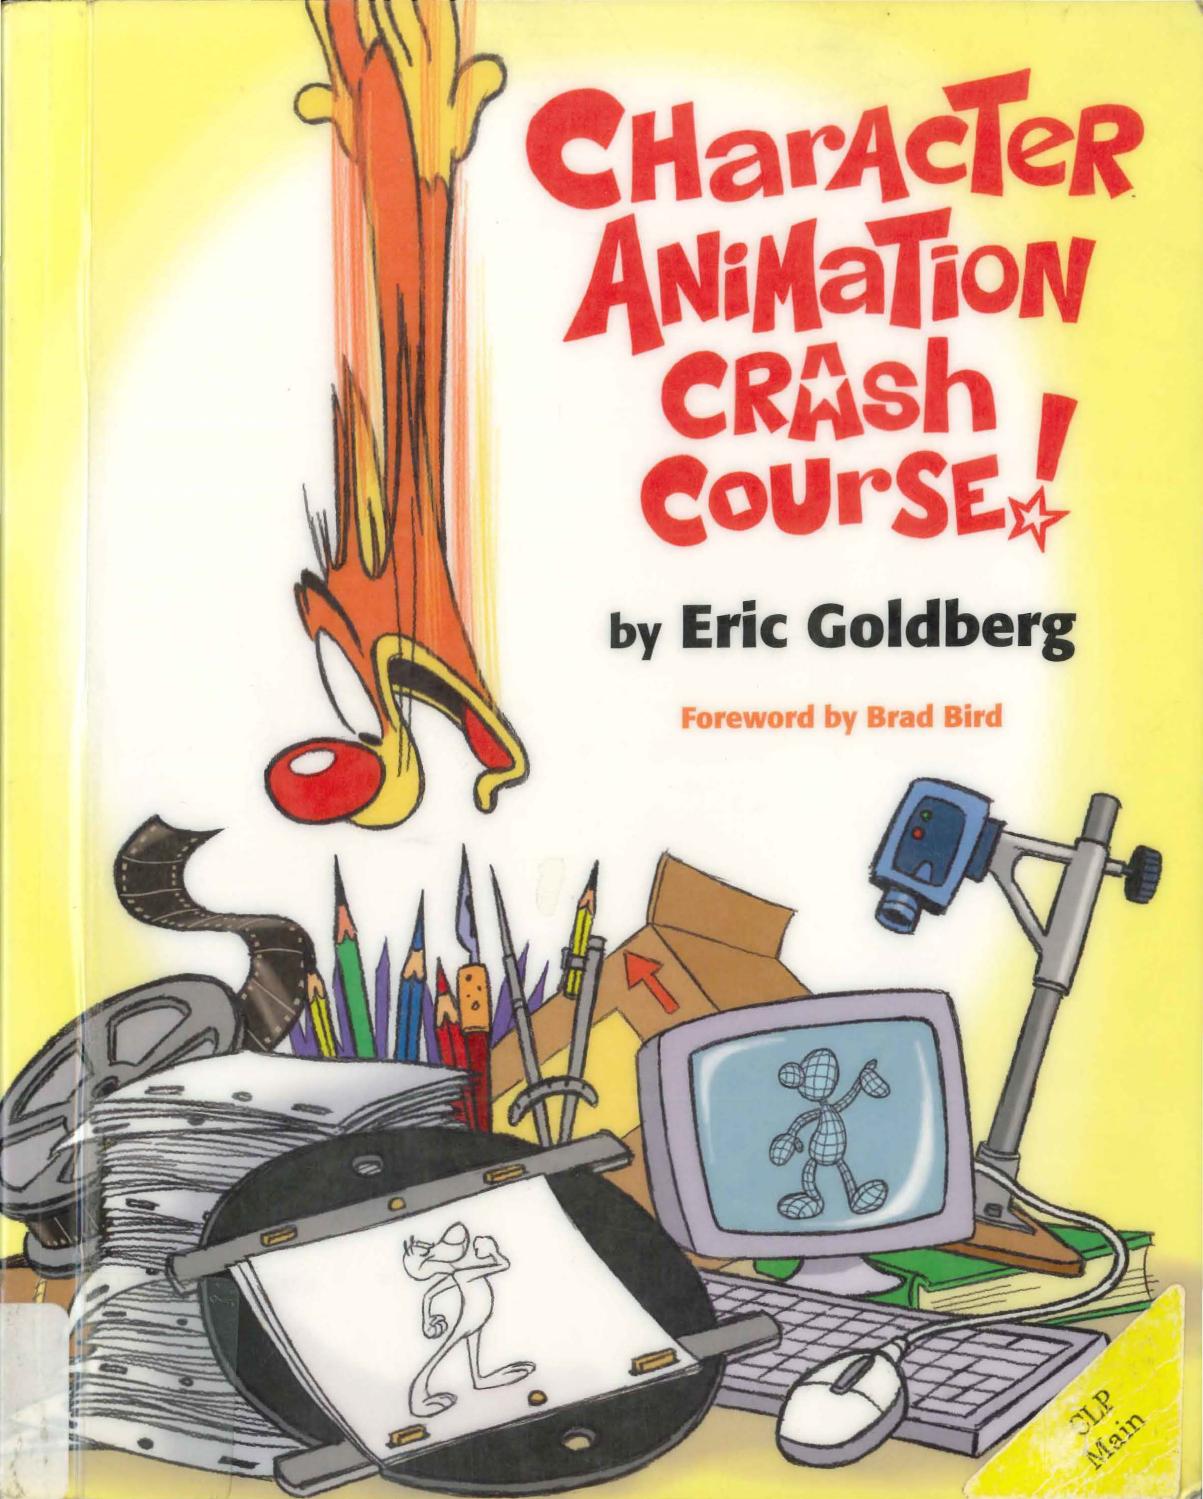 CHarAcTeR
ANiMaTioN
CRASh
CourSE!
by Eric Goldberg
Foreword by Brad Bird
CLP
Main